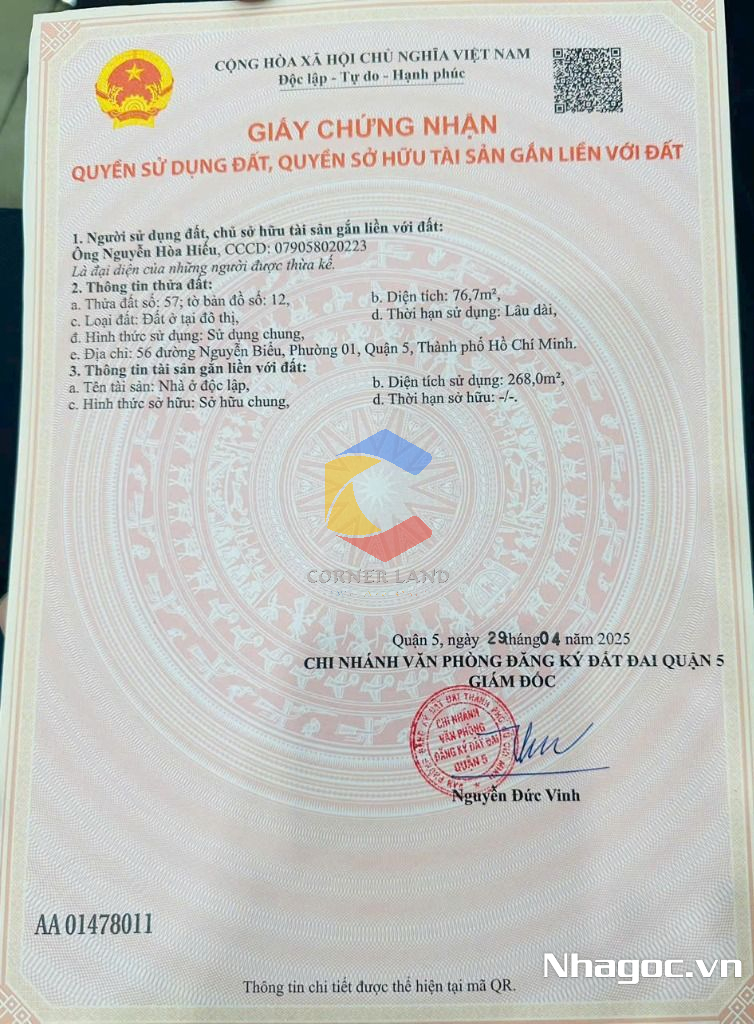 CỘNG HÒA XÃ HỘI CHỦ NGHĨA VIỆT NAM
Độc lập - Tự do - Hạnh phúc
GIẤY CHỨNG NHẬN
QUYỀN SỬ DỤNG ĐẤT, QUYỀN SỞ HỮU TÀI SẢN GẮN LIỀN VỚI ĐẤT
1. Người sử dụng đất, chủ sở hữu tài sản gắn liền với đất:
Ông Nguyễn Hòa Hiếu, CCCD: 079058020223
Là đại diện của những người được thừa kế.
2. Thông tin thửa đất:
a. Thửa đất số: 57; tờ bản đồ số: 12, b. Diện tích: 76,7m²,
c. Loại đất: Đất ở tại đô thị, d. Thời hạn sử dụng: Lâu dài,
đ. Hình thức sử dụng: Sử dụng chung,
e. Địa chỉ: 56 đường Nguyễn Biểu, Phường 01, Quận 5, Thành phố Hồ Chí Minh.
3. Thông tin tài sản gắn liền với đất:
a. Tên tài sản: Nhà ở độc lập, b. Diện tích sử dụng: 268,0m²,
c. Hình thức sở hữu: Sở hữu chung, d. Thời hạn sở hữu: -/-.
CORNER LAND
Quận 5, ngày 29 tháng 04 năm 2025
CHI NHÁNH VĂN PHÒNG ĐĂNG KÝ ĐẤT ĐAI QUẬN 5
GIÁM ĐỐC
CHI NHÁNH
VĂN PHÒNG
ĐĂNG KÝ ĐẤT ĐAI
QUẬN 5
Nguyễn Đức Vinh
AA 01478011
Nhagoc.vn
Thông tin chi tiết được thể hiện tại mã QR.